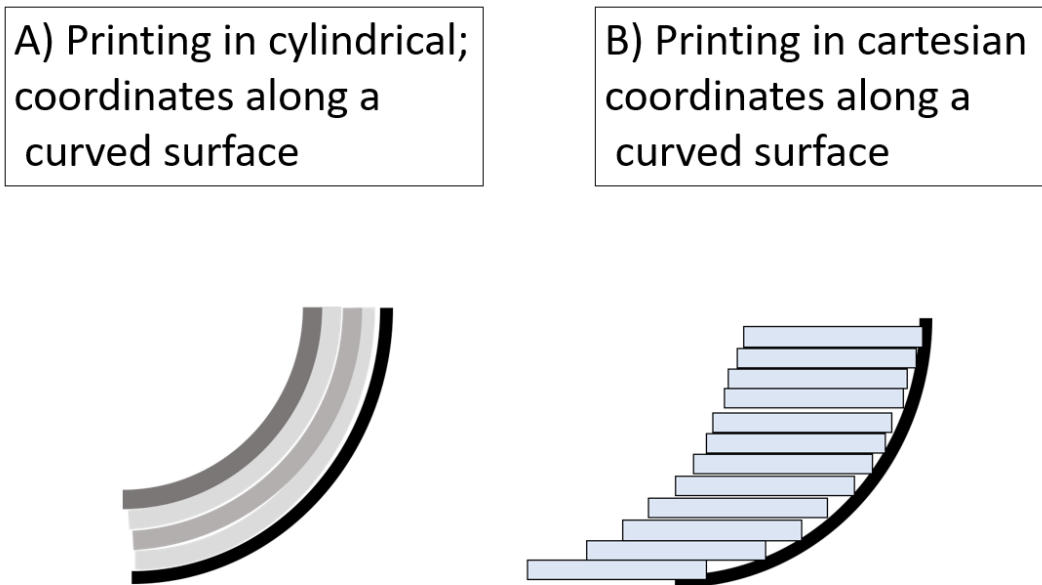 A) Printing in cylindrical;
coordinates along a
curved surface
B) Printing in cartesian
coordinates along a
curved surface